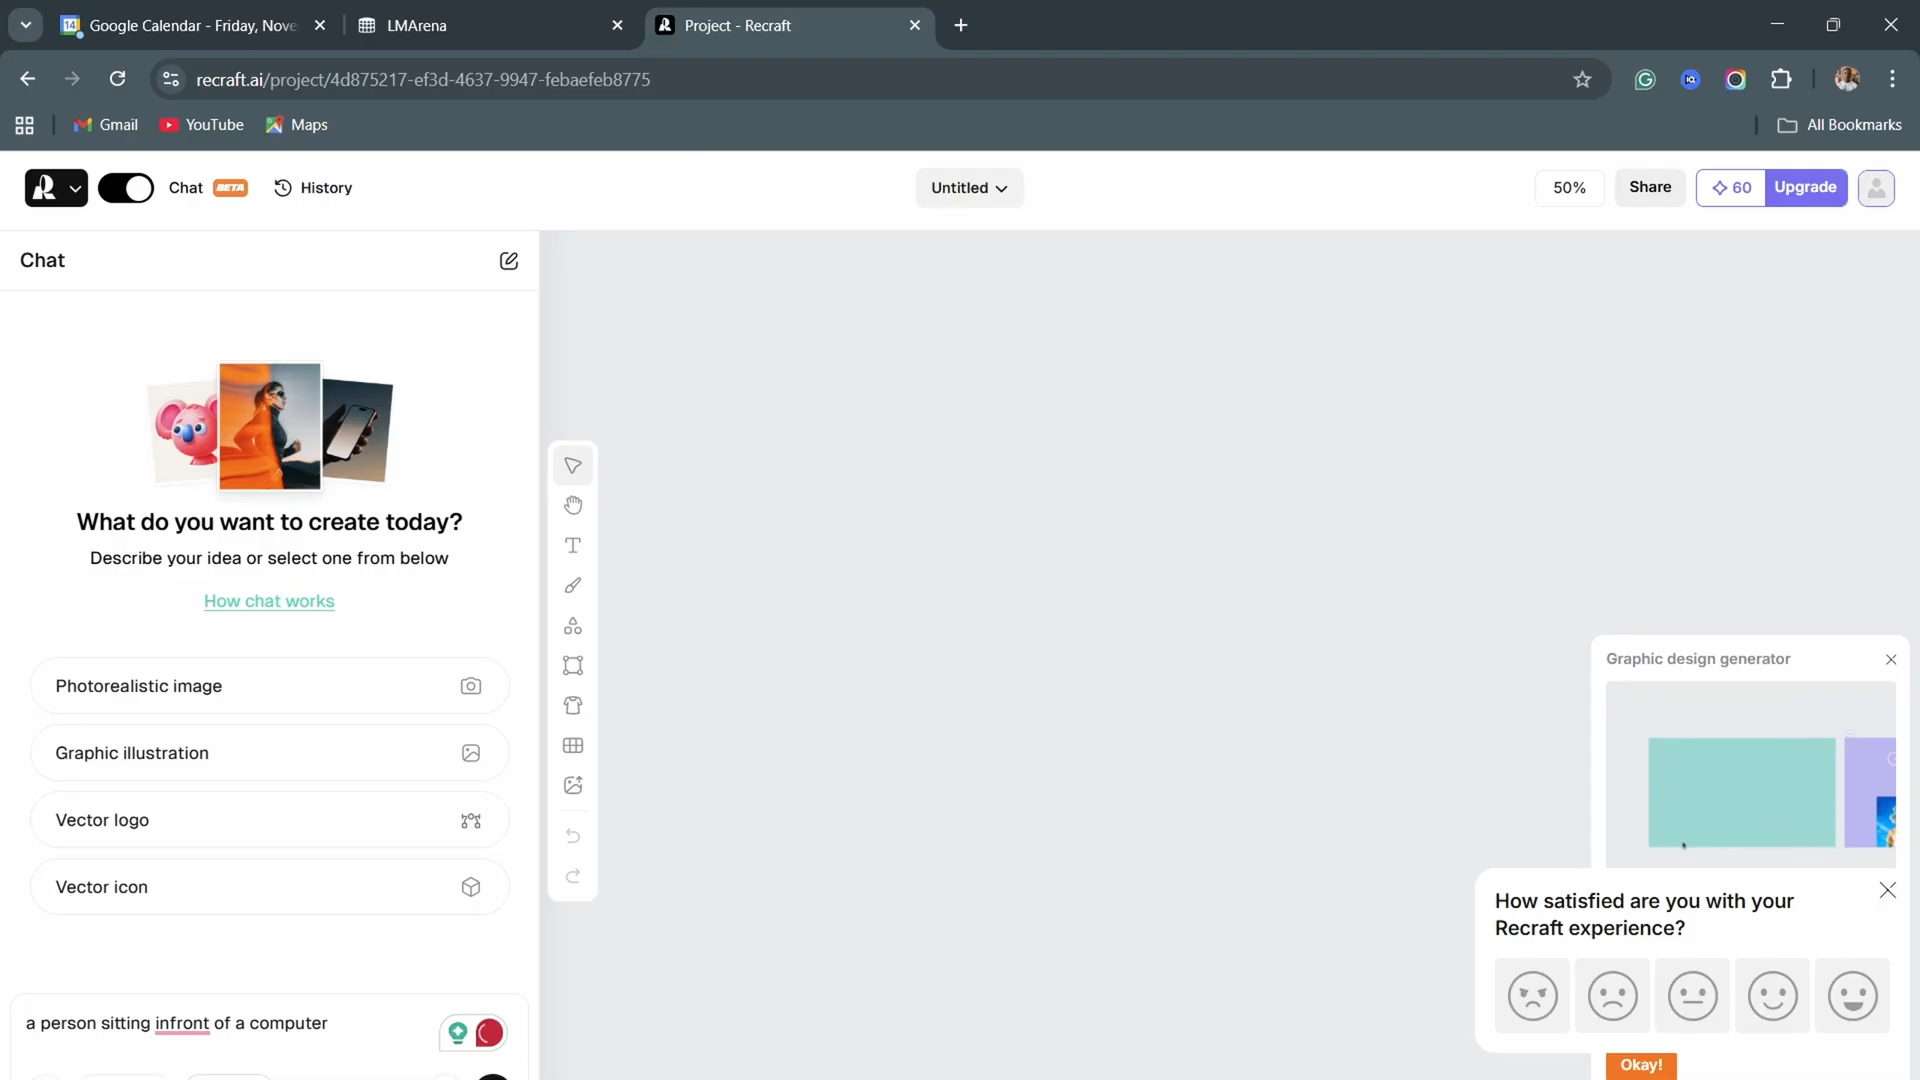 Google Calendar - Friday, Nove
LMArena
Project - Recraft
recraft.ai/project/4d875217-ef3d-4637-9947-febaefeb8775
Gmail
YouTube
Maps
All Bookmarks
Chat BETA
History
Untitled
50%
Share
60
Upgrade
Chat
What do you want to create today?
Describe your idea or select one from below
How chat works
Photorealistic image
Graphic illustration
Vector logo
Vector icon
a person sitting infront of a computer
Graphic design generator
How satisfied are you with your
Recraft experience?
Okay!